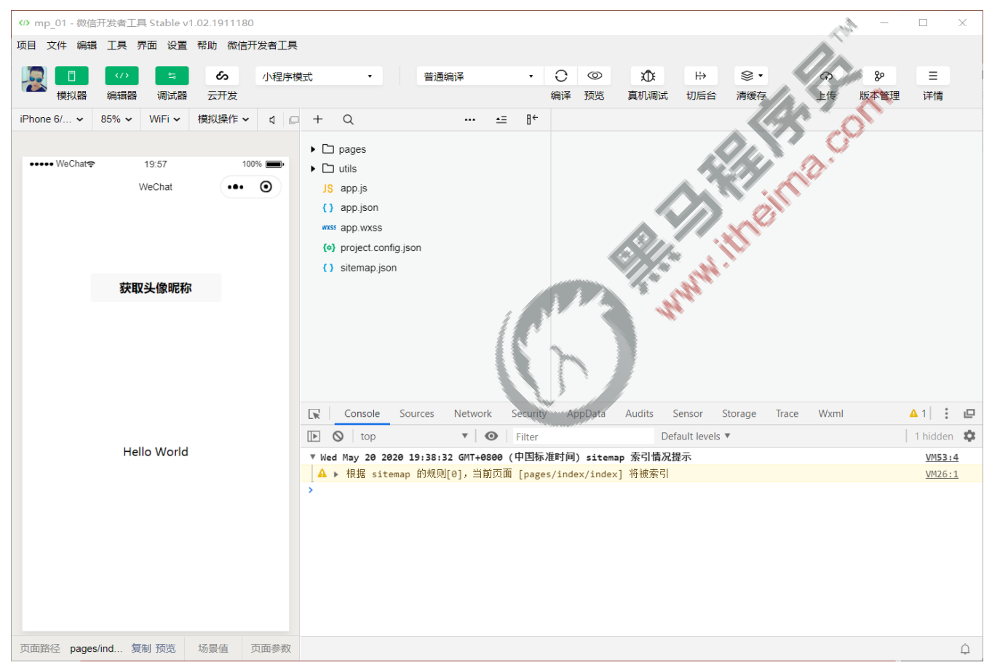 mp_01 - 微信开发者工具 Stable v1.02.1911180
项目 文件 编辑 工具 界面 设置 帮助 微信开发者工具
小程序模式 普通编译
模拟器 编辑器 调试器 云开发 编译 预览 真机调试 切后台 清缓存 上传 版本管理 详情
iPhone 6/... 85% WiFi 模拟操作
pages
utils
JS app.js
{ } app.json
WXSS app.wxss
project.config.json
{ } sitemap.json
WeChat 19:57 100%
WeChat
获取头像昵称
Hello World
黑马程序员™
www.itheima.com
Console Sources Network Security AppData Audits Sensor Storage Trace Wxml 1
top Filter Default levels 1 hidden
Wed May 20 2020 19:38:32 GMT+0800 (中国标准时间) sitemap 索引情况提示 VM53:4
根据 sitemap 的规则[0]，当前页面 [pages/index/index] 将被索引 VM26:1
页面路径 pages/ind... 复制 预览 场景值 页面参数